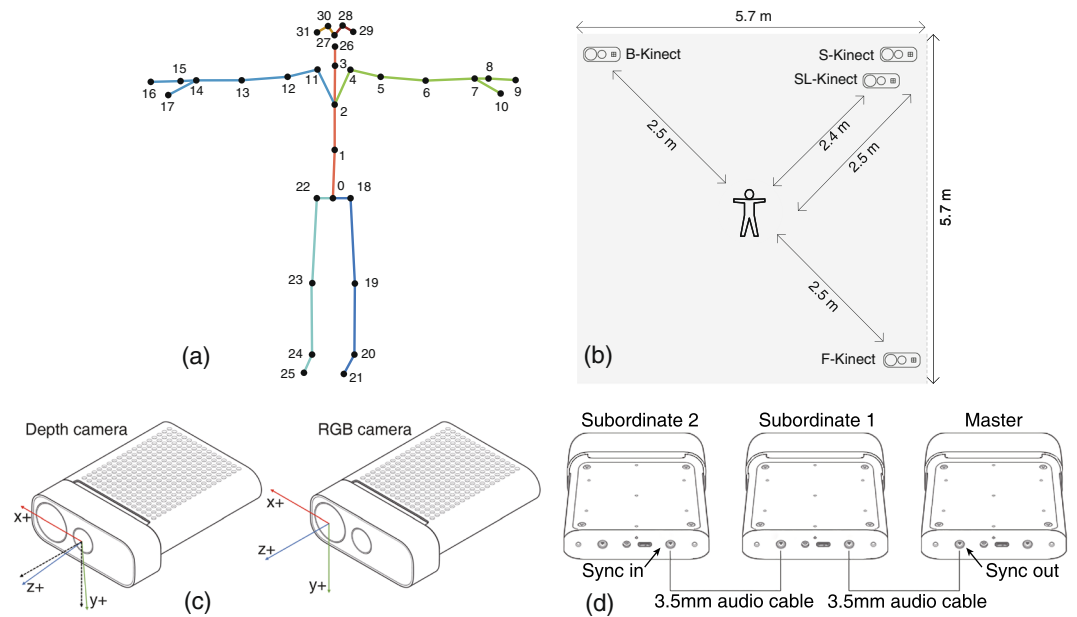 30 28
31 29
27 26
3
11 4
15 8
16 14 13 12 5 6 7 9
17 10
2
1
22 0 18
23 19
24 20
25 21
(a)
5.7 m
B-Kinect S-Kinect
SL-Kinect
2.5 m 2.4 m
2.5 m
5.7 m
2.5 m
F-Kinect
(b)
Depth camera RGB camera
x+ x+
z+ z+
y+ y+
(c)
Subordinate 2 Subordinate 1 Master
Sync in Sync out
3.5mm audio cable 3.5mm audio cable
(d)